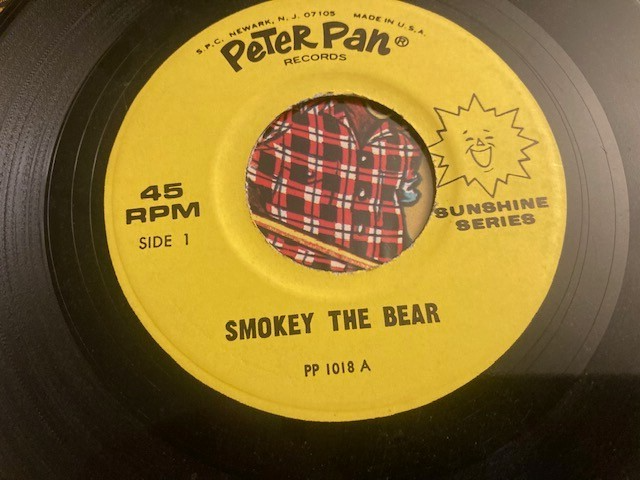 S.P.C. NEWARK, N. J. 07105 MADE IN U.S.A.
PeTeR PaN®
RECORDS
45
RPM
SIDE 1
SUNSHINE
SERIES
SMOKEY THE BEAR
PP 1018 A